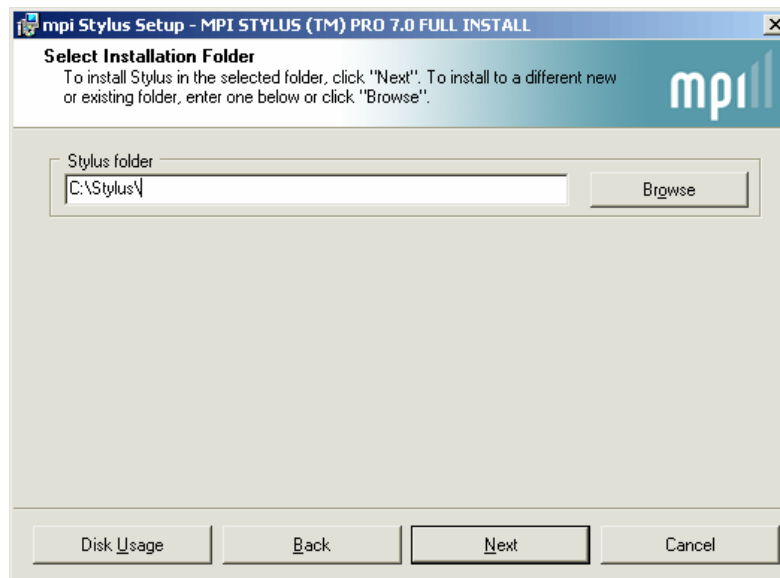 mpi Stylus Setup - MPI STYLUS (TM) PRO 7.0 FULL INSTALL
Select Installation Folder
To install Stylus in the selected folder, click "Next". To install to a different new
or existing folder, enter one below or click "Browse".
mpi
Stylus folder
C:\Stylus\
Browse
Disk Usage
Back
Next
Cancel